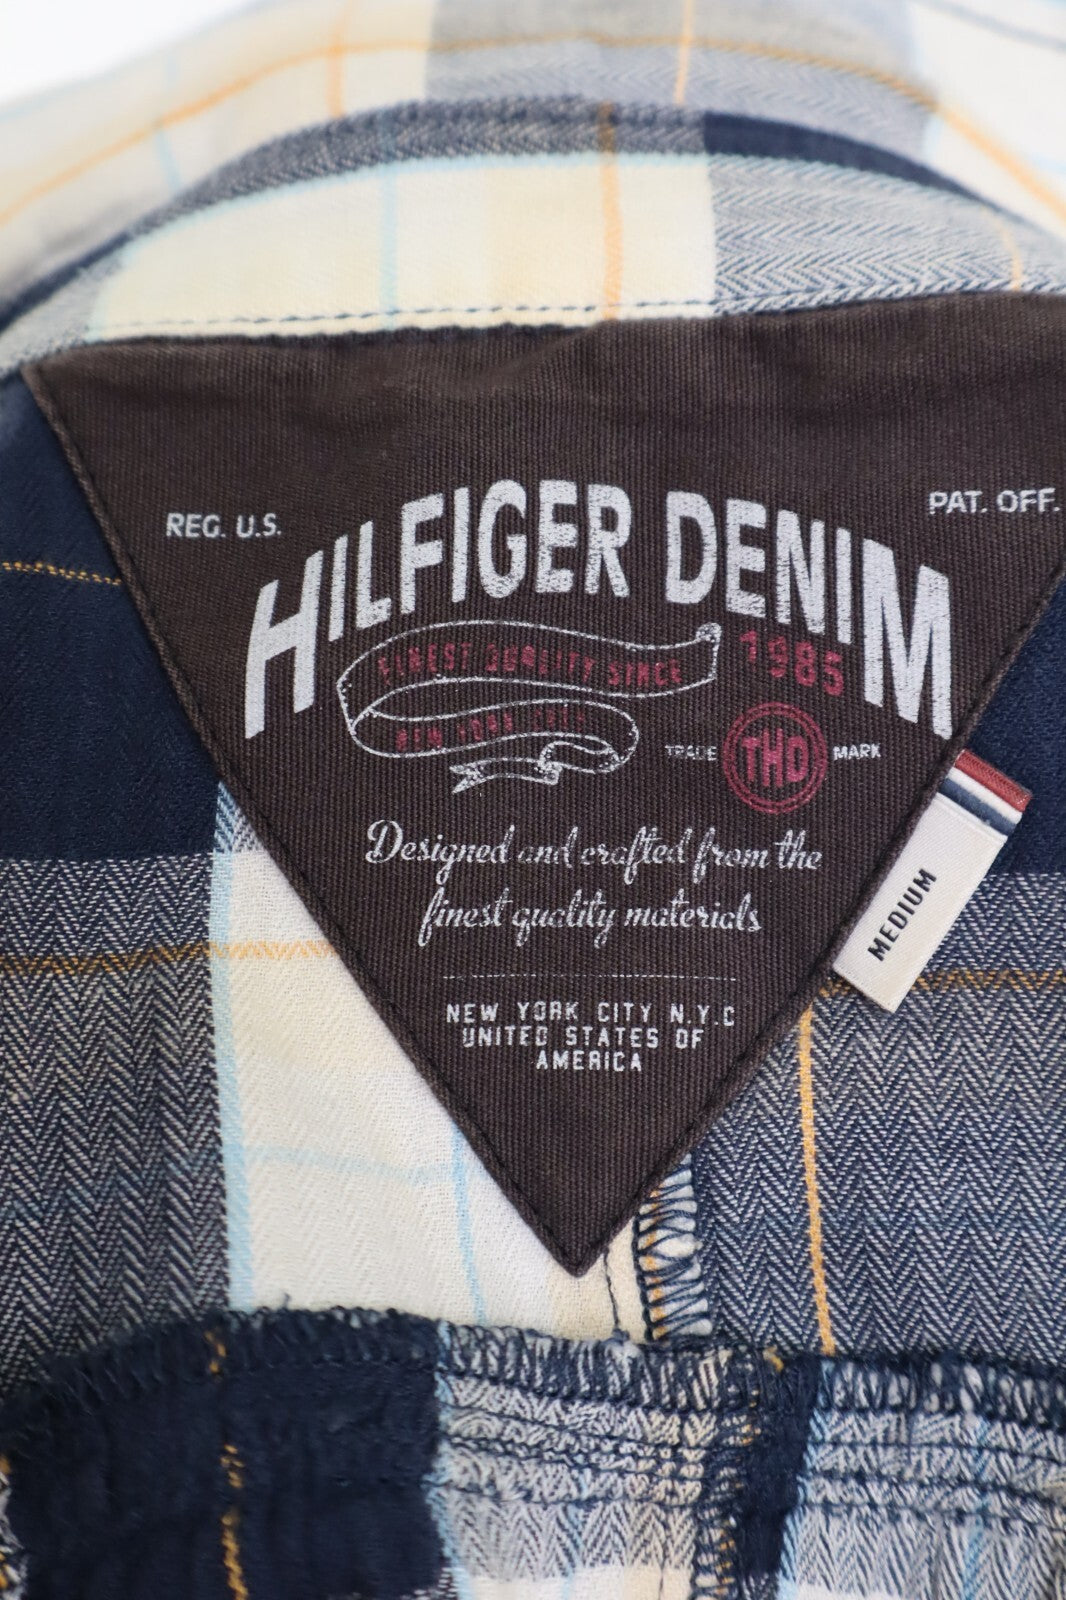 REG. U.S.
PAT. OFF.
HILFIGER DENIM
FINEST QUALITY SINCE
1985
NEW YORK CITY
TRADE THD MARK
Designed and crafted from the
finest quality materials
MEDIUM
NEW YORK CITY N.Y.C
UNITED STATES OF
AMERICA